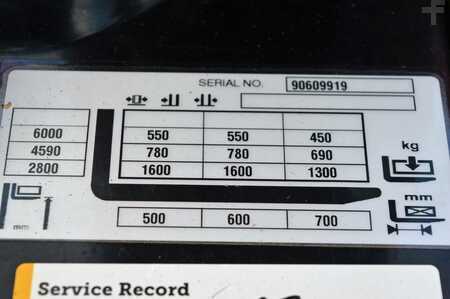 SERIAL NO. 90609919
6000 550 550 450 kg
4590 780 780 690
2800 1600 1600 1300
mm 500 600 700 mm
Service Record